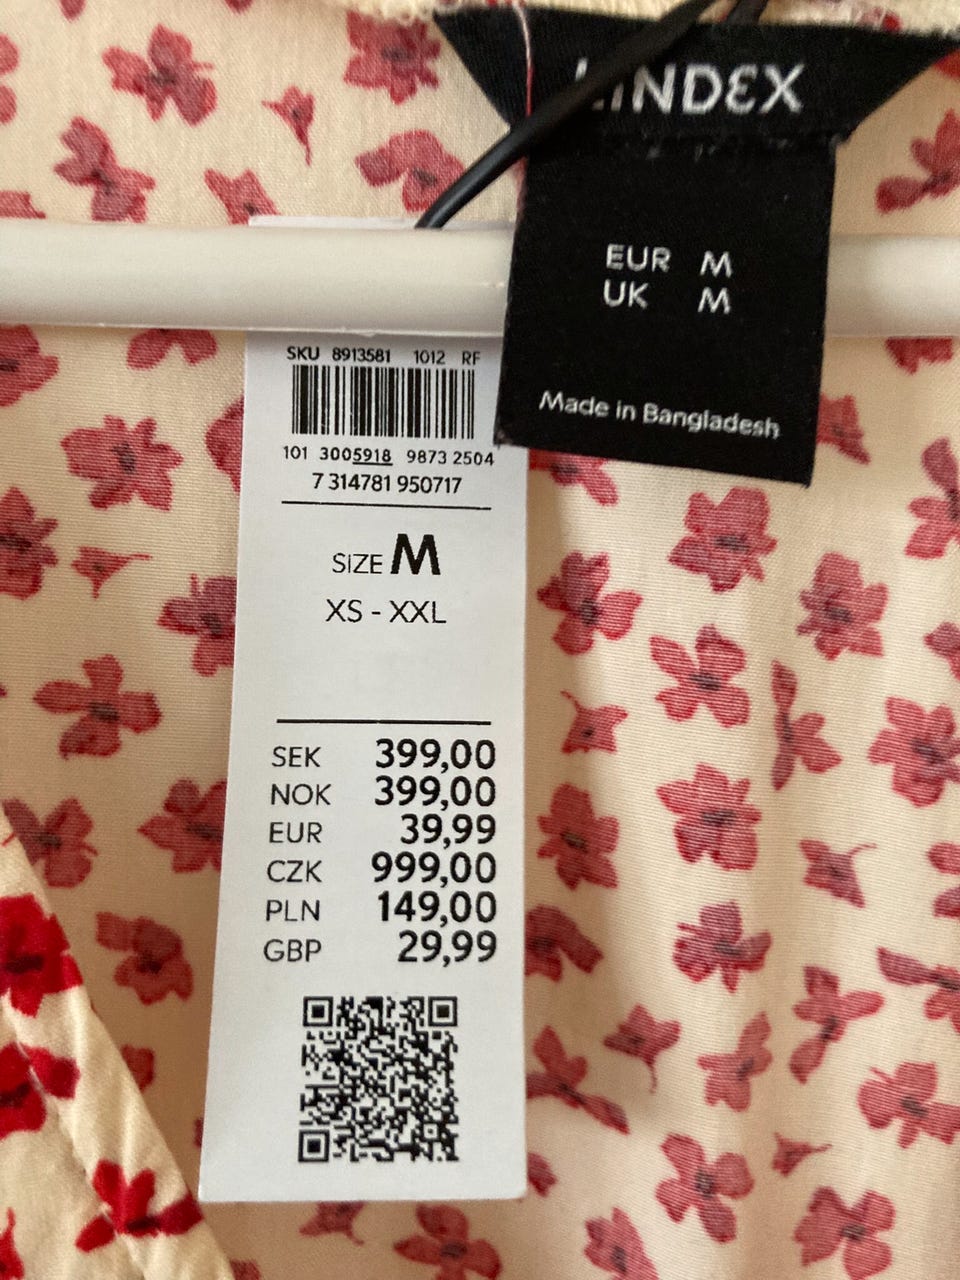 LINDEX
EUR M
UK M
Made in Bangladesh
SKU 8913581 1012 RF
101 3005918 9873 2504
7 314781 950717
SIZE M
XS - XXL
SEK 399,00
NOK 399,00
EUR 39,99
CZK 999,00
PLN 149,00
GBP 29,99